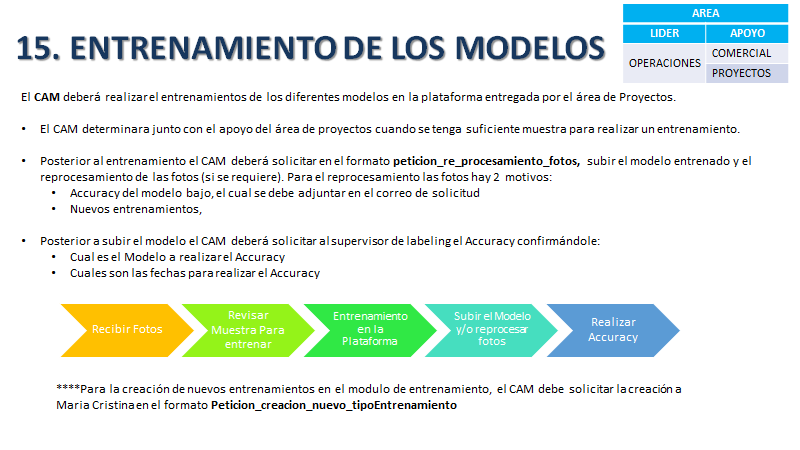 15. ENTRENAMIENTO DE LOS MODELOS
AREA
LIDER APOYO
OPERACIONES COMERCIAL
PROYECTOS
El CAM deberá realizar el entrenamientos de los diferentes modelos en la plataforma entregada por el área de Proyectos.
• El CAM determinara junto con el apoyo del área de proyectos cuando se tenga suficiente muestra para realizar un entrenamiento.
• Posterior al entrenamiento el CAM deberá solicitar en el formato peticion_re_procesamiento_fotos, subir el modelo entrenado y el
reprocesamiento de las fotos (si se requiere). Para el reprocesamiento las fotos hay 2 motivos:
• Accuracy del modelo bajo, el cual se debe adjuntar en el correo de solicitud
• Nuevos entrenamientos,
• Posterior a subir el modelo el CAM deberá solicitar al supervisor de labeling el Accuracy confirmándole:
• Cual es el Modelo a realizar el Accuracy
• Cuales son las fechas para realizar el Accuracy
Recibir Fotos
Revisar
Muestra Para
entrenar
Entrenamiento
en la
Plataforma
Subir el Modelo
y/o reprocesar
fotos
Realizar
Accuracy
****Para la creación de nuevos entrenamientos en el modulo de entrenamiento, el CAM debe solicitar la creación a
Maria Cristina en el formato Peticion_creacion_nuevo_tipoEntrenamiento